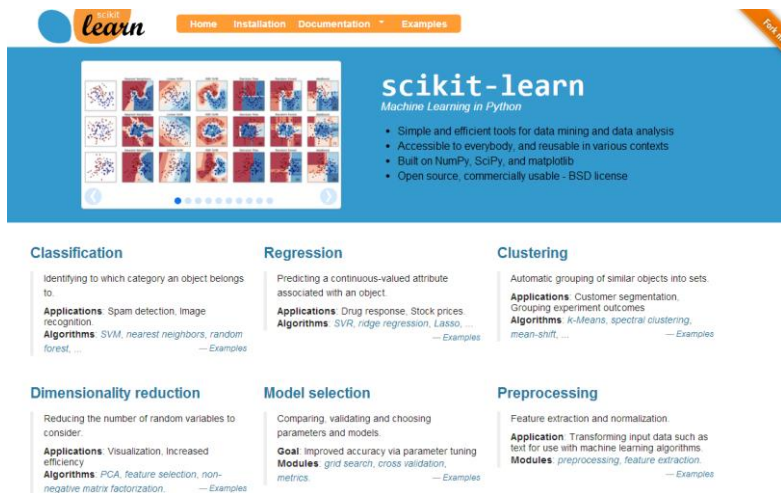 scikit
learn
Home Installation Documentation Examples
Fork me
scikit-learn
Machine Learning in Python
• Simple and efficient tools for data mining and data analysis
• Accessible to everybody, and reusable in various contexts
• Built on NumPy, SciPy, and matplotlib
• Open source, commercially usable - BSD license
Classification
Identifying to which category an object belongs
to.
Applications: Spam detection, Image
recognition.
Algorithms: SVM, nearest neighbors, random
forest, ... — Examples
Regression
Predicting a continuous-valued attribute
associated with an object.
Applications: Drug response, Stock prices.
Algorithms: SVR, ridge regression, Lasso, ...
— Examples
Clustering
Automatic grouping of similar objects into sets.
Applications: Customer segmentation,
Grouping experiment outcomes
Algorithms: k-Means, spectral clustering,
mean-shift, ... — Examples
Dimensionality reduction
Reducing the number of random variables to
consider.
Applications: Visualization, Increased
efficiency
Algorithms: PCA, feature selection, non-
negative matrix factorization. — Examples
Model selection
Comparing, validating and choosing
parameters and models.
Goal: Improved accuracy via parameter tuning
Modules: grid search, cross validation,
metrics. — Examples
Preprocessing
Feature extraction and normalization.
Application: Transforming input data such as
text for use with machine learning algorithms.
Modules: preprocessing, feature extraction.
— Examples